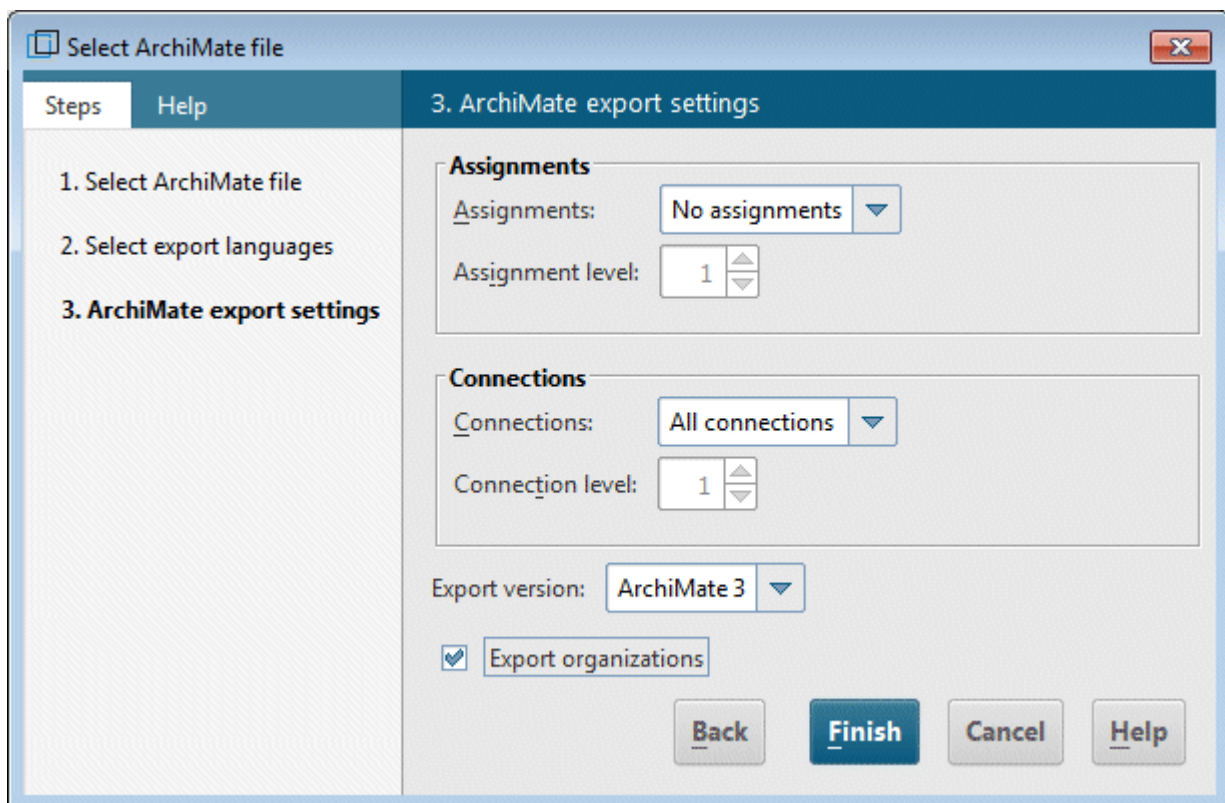 Select ArchiMate file
Steps Help
1. Select ArchiMate file
2. Select export languages
3. ArchiMate export settings
3. ArchiMate export settings
Assignments
Assignments: No assignments
Assignment level: 1
Connections
Connections: All connections
Connection level: 1
Export version: ArchiMate 3
Export organizations
Back Finish Cancel Help